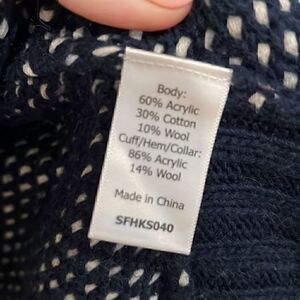 Body:
60% Acrylic
30% Cotton
10% Wool
Cuff/Hem/Collar:
86% Acrylic
14% Wool
Made in China
SFHKS040